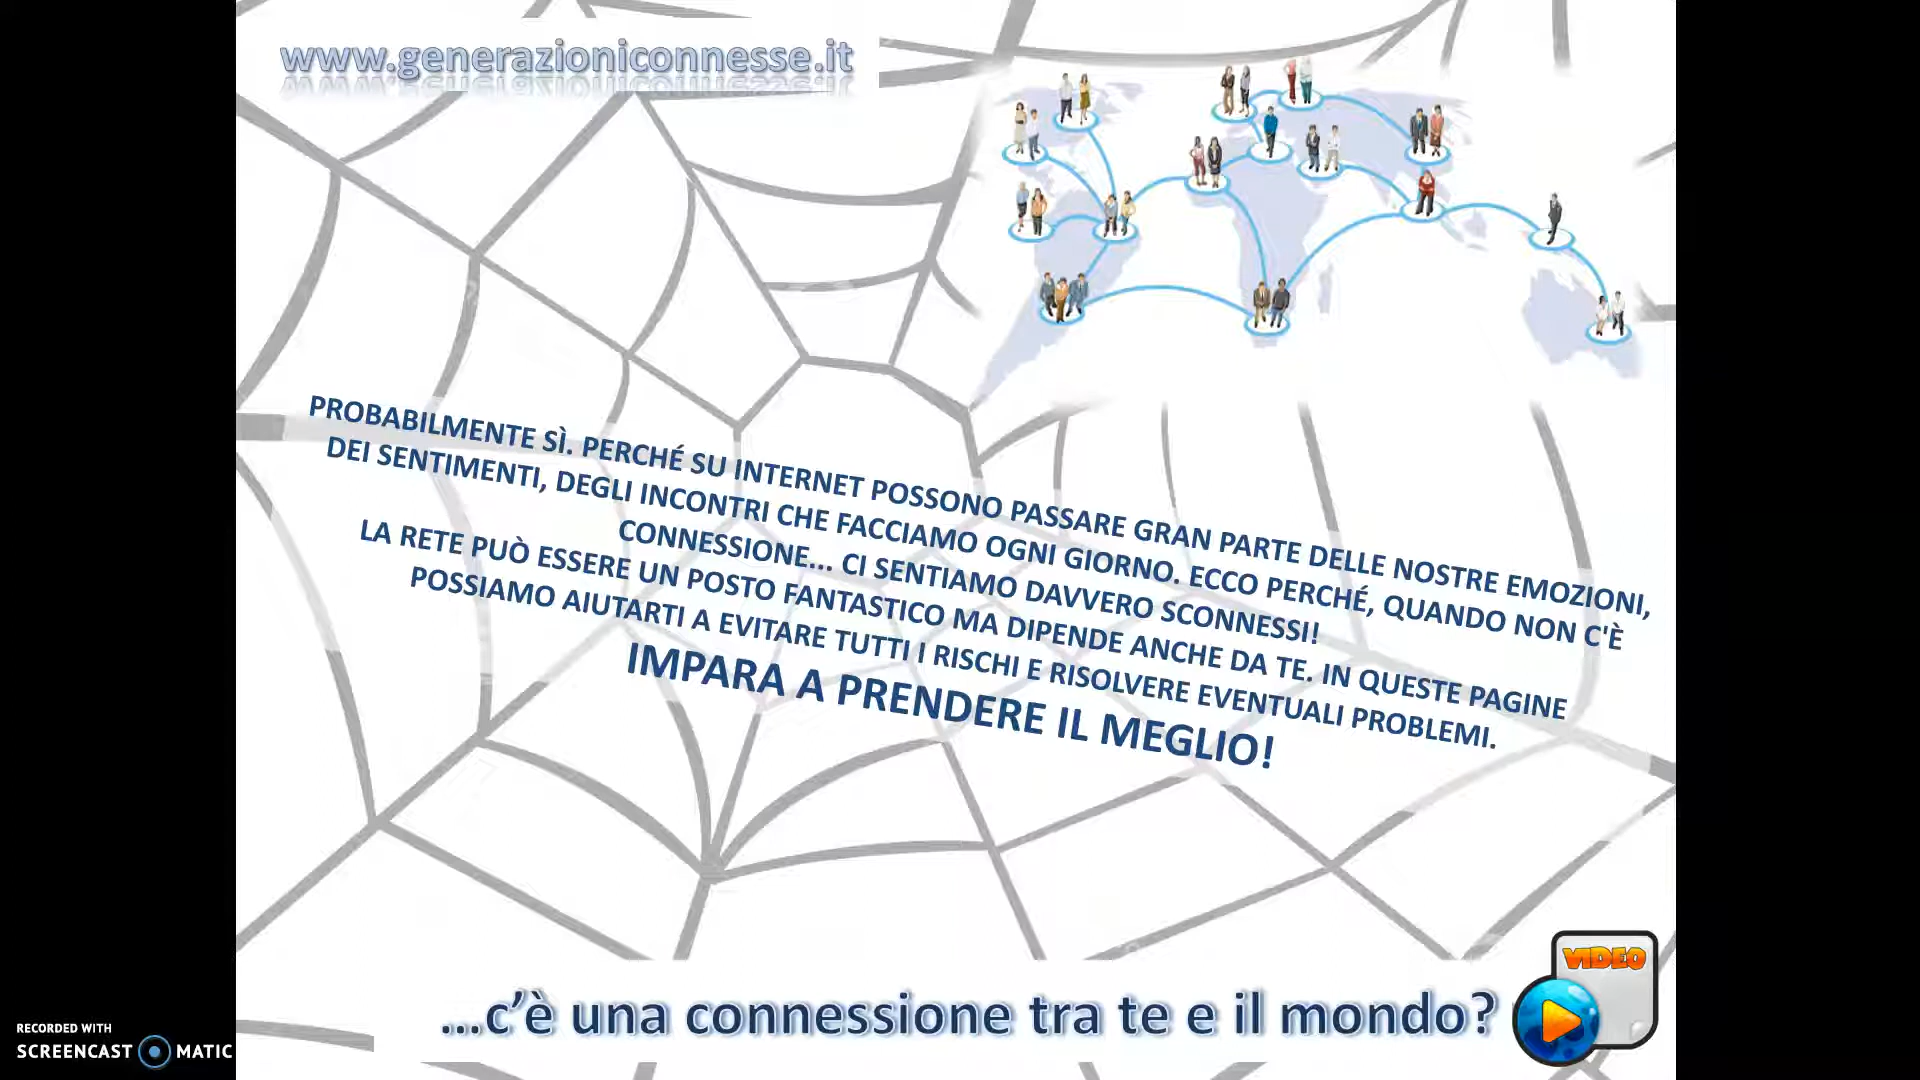 www.generazioniconnesse.it
PROBABILMENTE SÌ. PERCHÉ SU INTERNET POSSONO PASSARE GRAN PARTE DELLE NOSTRE EMOZIONI,
DEI SENTIMENTI, DEGLI INCONTRI CHE FACCIAMO OGNI GIORNO. ECCO PERCHÉ, QUANDO NON C'È
CONNESSIONE... CI SENTIAMO DAVVERO SCONNESSI!
LA RETE PUÒ ESSERE UN POSTO FANTASTICO MA DIPENDE ANCHE DA TE. IN QUESTE PAGINE
POSSIAMO AIUTARTI A EVITARE TUTTI I RISCHI E RISOLVERE EVENTUALI PROBLEMI.
IMPARA A PRENDERE IL MEGLIO!
VIDEO
...c’è una connessione tra te e il mondo?
RECORDED WITH
SCREENCAST MATIC